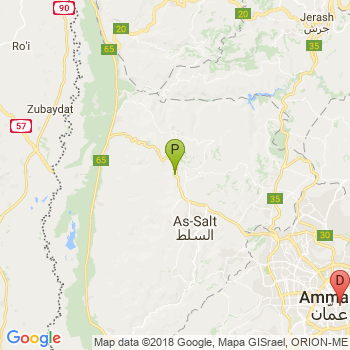 90
20
20
Jerash
جرش
Ro'i
65
35
Zubaydat
57
P
65
As-Salt
السلط
35
30
D
Amma
عمان
35
Google
Map data ©2018 Google, Mapa GISrael, ORION-ME